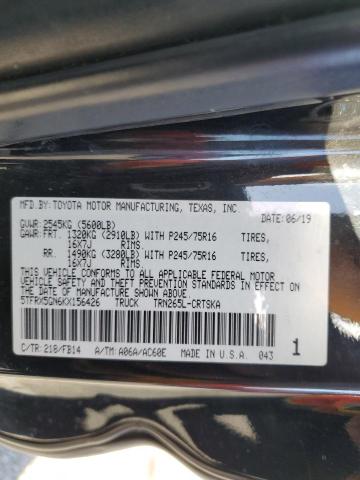 MFD.BY:TOYOTA MOTOR MANUFACTURING, TEXAS, INC.
DATE:06/19
GVWR:2545KG(5600LB)
GAWR:FRT. 1320KG(2910LB)WITH P245/75R16 TIRES,
16X7J RIMS.
RR. 1490KG(3280LB)WITH P245/75R16 TIRES,
16X7J RIMS.
THIS VEHICLE CONFORMS TO ALL APPLICABLE FEDERAL MOTOR
VEHICLE SAFETY STANDARDS IN EFFECT ON
THE DATE OF MANUFACTURE SHOWN ABOVE.
5TFRX5GN6KX156426 TRUCK TRN265L-CRTSKA
C/TR:218/FB14 A/TM:A06A/AC60E MADE IN U.S.A. 043 1